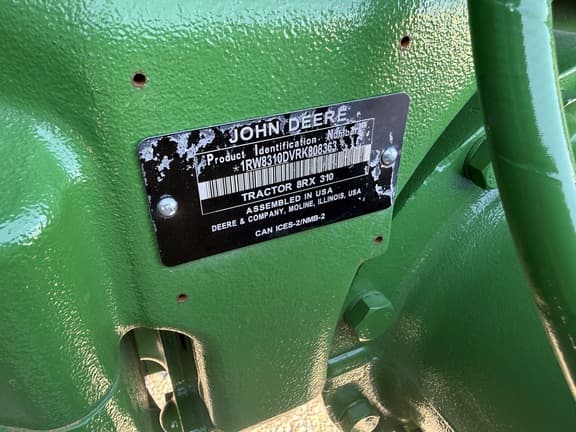 JOHN DEERE
Product Identification Number
*1RW8310DVRK808363*
TRACTOR 8RX 310
ASSEMBLED IN USA
DEERE & COMPANY, MOLINE, ILLINOIS, USA
CAN ICES-2/NMB-2